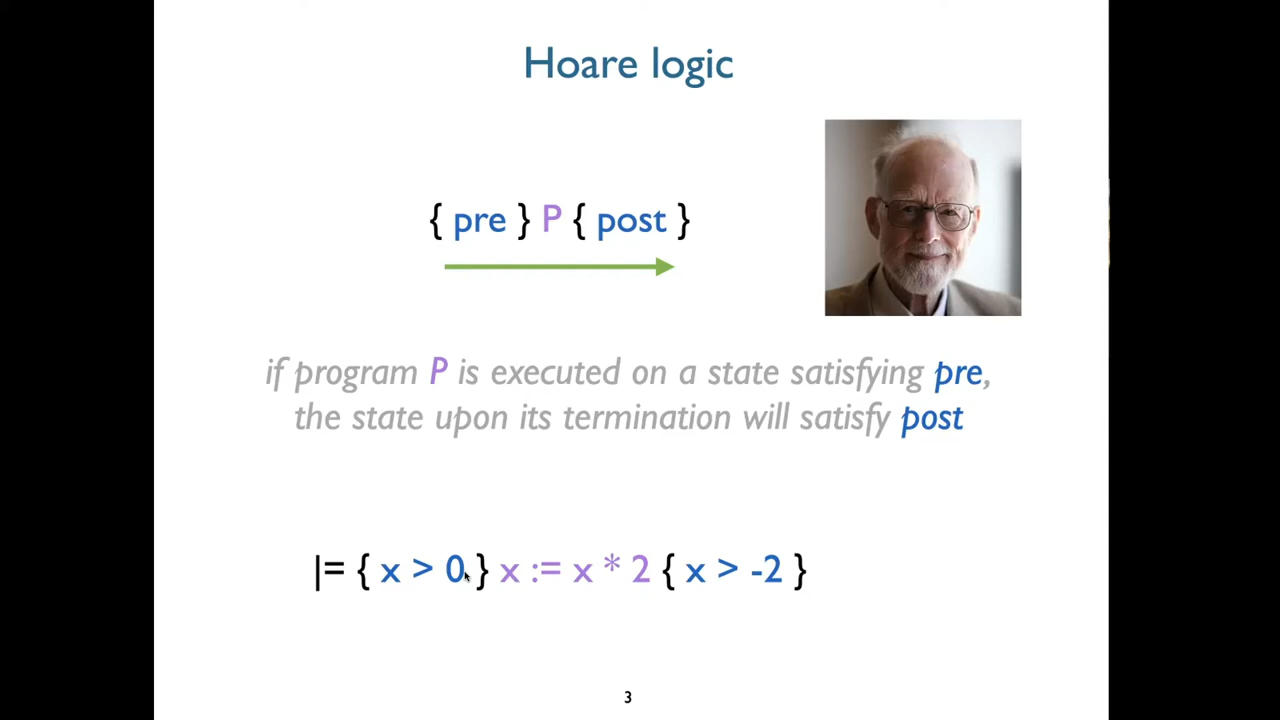 Hoare logic
{ pre } P { post }
if program P is executed on a state satisfying pre,
the state upon its termination will satisfy post
|= { x > 0 } x := x * 2 { x > -2 }
3